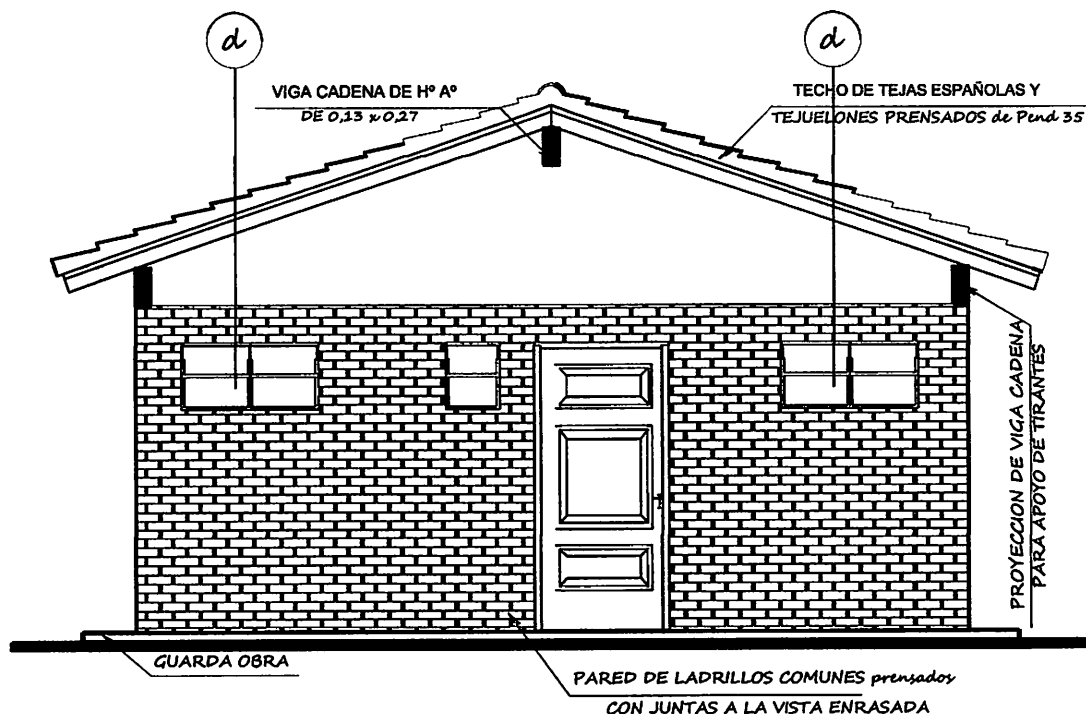 d
d
VIGA CADENA DE Hº Aº
DE 0,13 x 0,27
TECHO DE TEJAS ESPAÑOLAS Y
TEJUELONES PRENSADOS de Pend 35
PROYECCION DE VIGA CADENA
PARA APOYO DE TIRANTES
GUARDA OBRA
PARED DE LADRILLOS COMUNES prensados
CON JUNTAS A LA VISTA ENRASADA